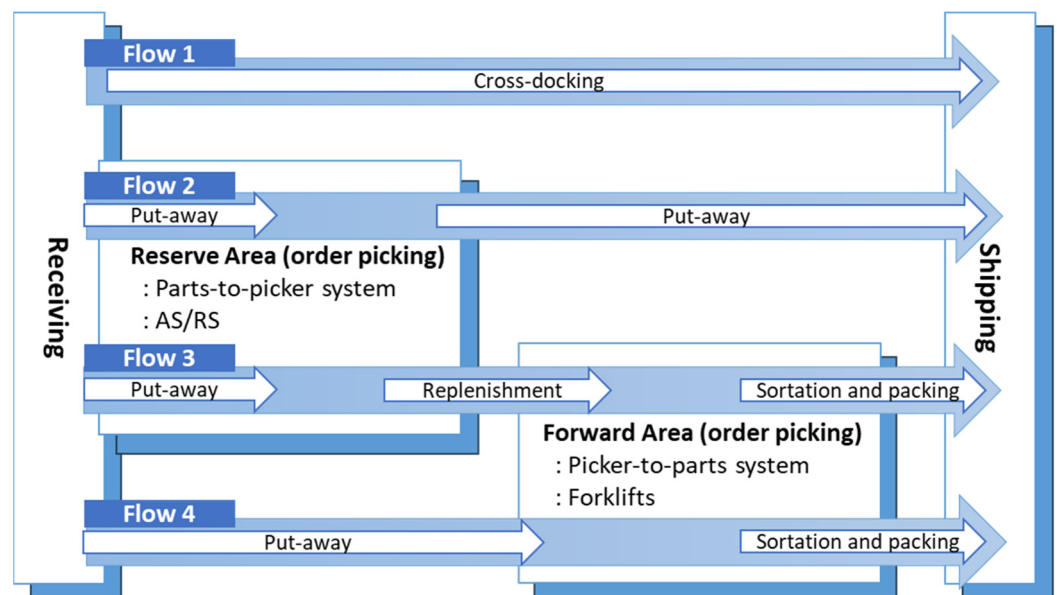 Receiving
Shipping
Flow 1
Cross-docking
Flow 2
Put-away
Put-away
Reserve Area (order picking)
: Parts-to-picker system
: AS/RS
Flow 3
Put-away
Replenishment
Sortation and packing
Forward Area (order picking)
: Picker-to-parts system
: Forklifts
Flow 4
Put-away
Sortation and packing